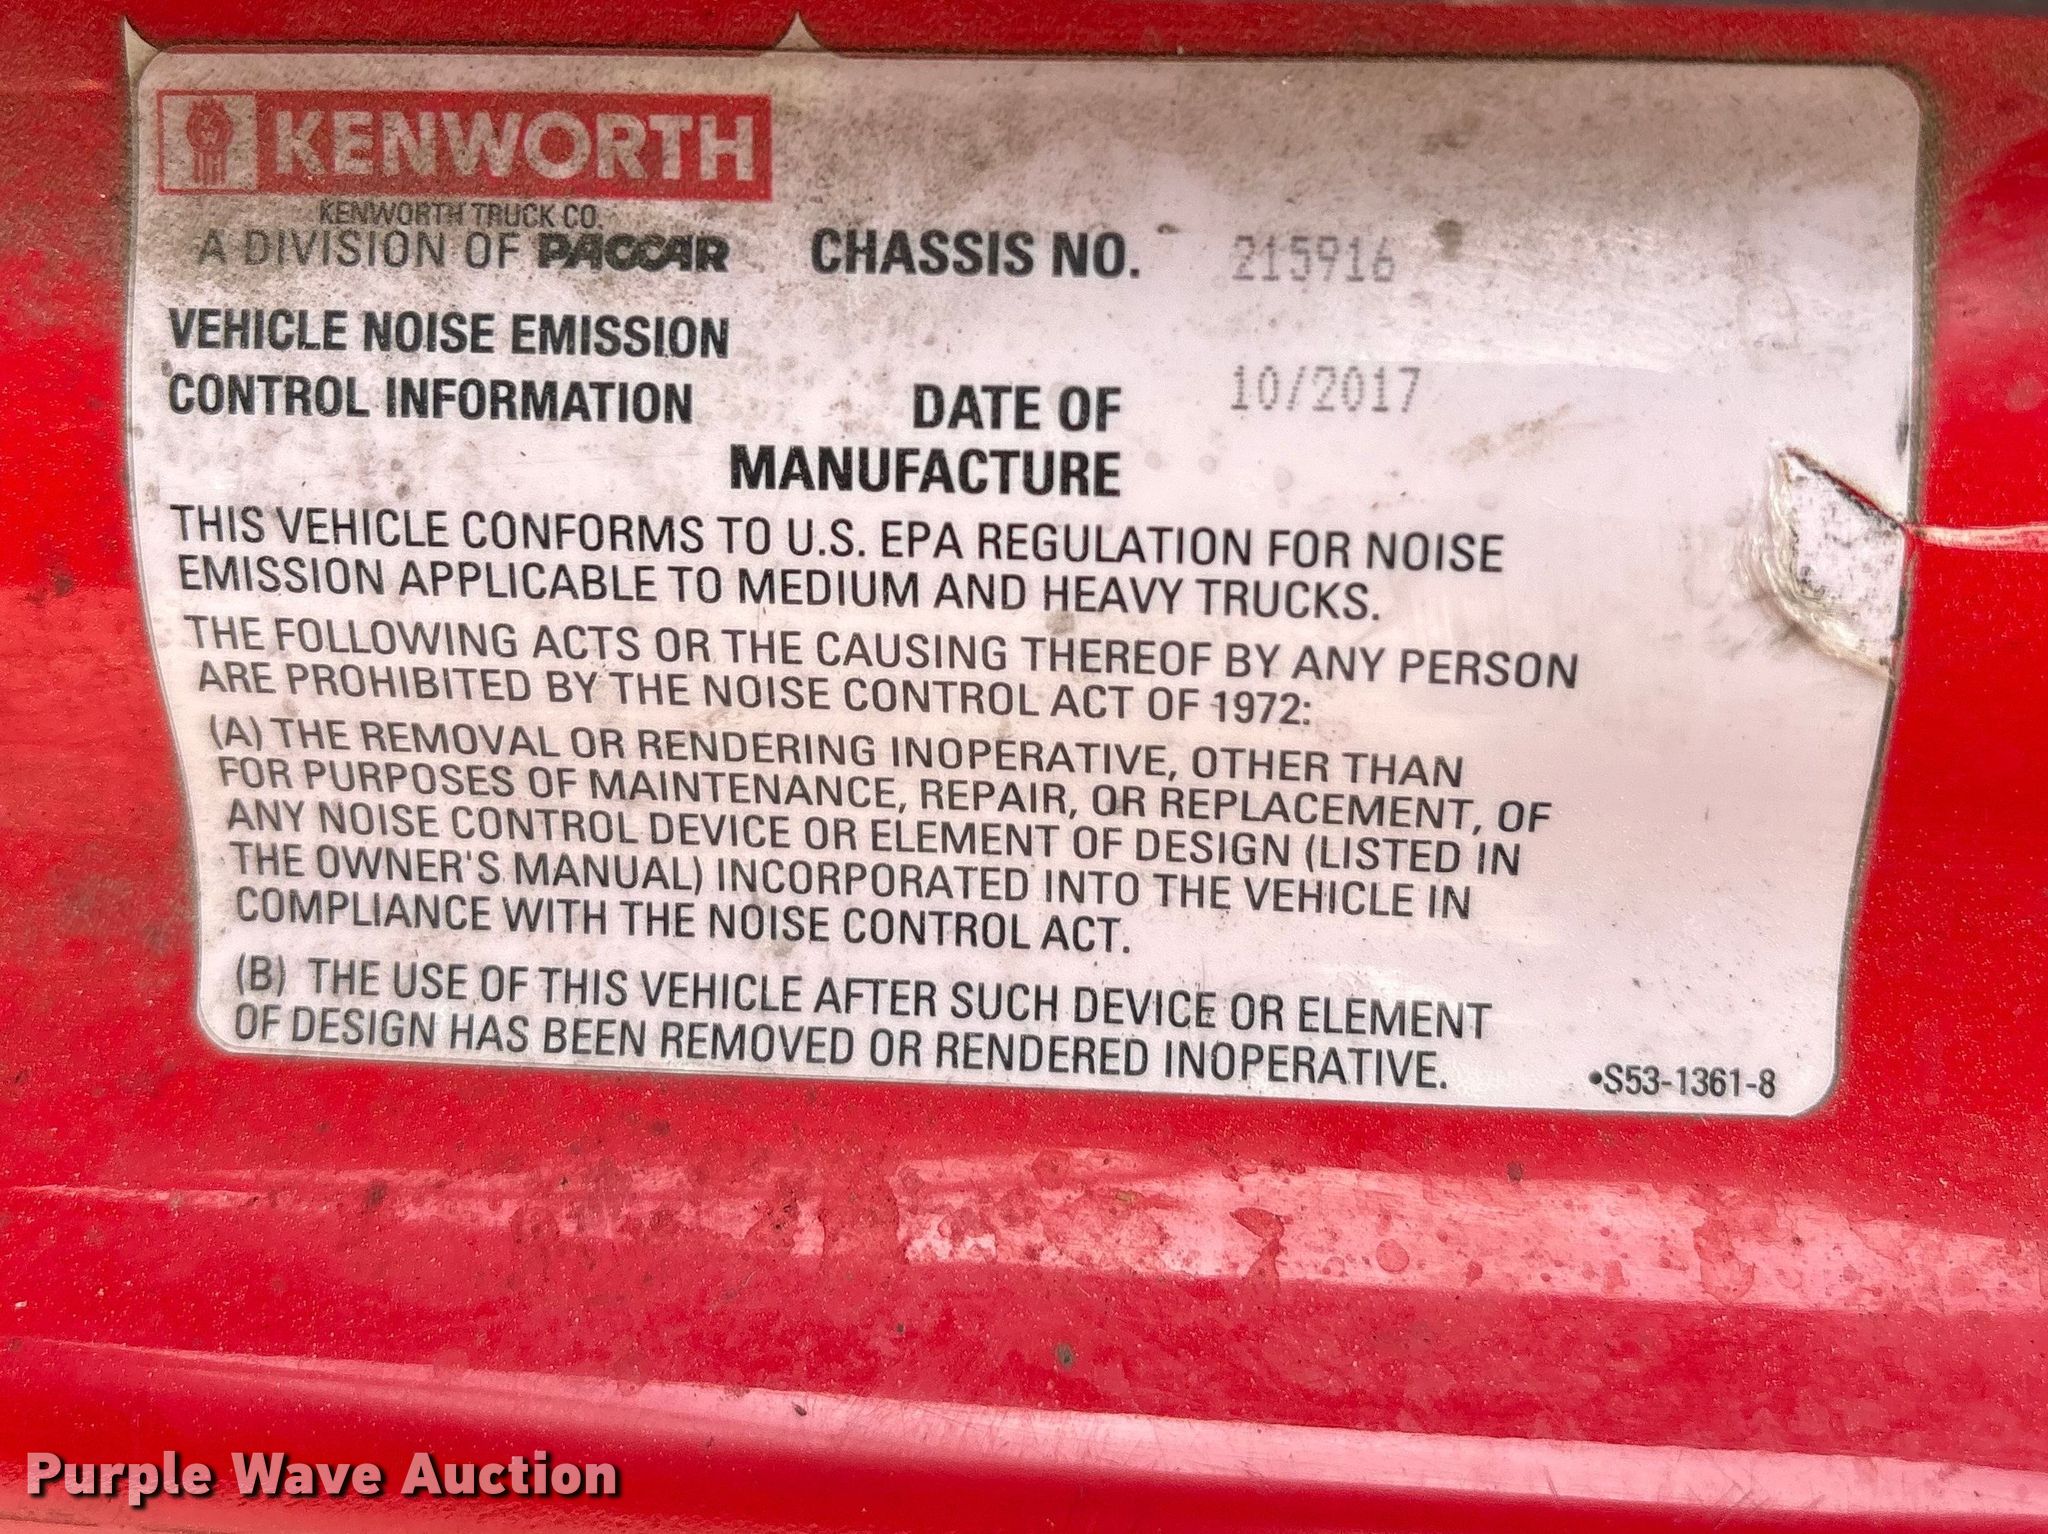 KENWORTH
KENWORTH TRUCK CO.
A DIVISION OF PACCAR
CHASSIS NO. 215916
VEHICLE NOISE EMISSION
CONTROL INFORMATION
DATE OF 10/2017
MANUFACTURE
THIS VEHICLE CONFORMS TO U.S. EPA REGULATION FOR NOISE
EMISSION APPLICABLE TO MEDIUM AND HEAVY TRUCKS.
THE FOLLOWING ACTS OR THE CAUSING THEREOF BY ANY PERSON
ARE PROHIBITED BY THE NOISE CONTROL ACT OF 1972:
(A) THE REMOVAL OR RENDERING INOPERATIVE, OTHER THAN
FOR PURPOSES OF MAINTENANCE, REPAIR, OR REPLACEMENT, OF
ANY NOISE CONTROL DEVICE OR ELEMENT OF DESIGN (LISTED IN
THE OWNER'S MANUAL) INCORPORATED INTO THE VEHICLE IN
COMPLIANCE WITH THE NOISE CONTROL ACT.
(B) THE USE OF THIS VEHICLE AFTER SUCH DEVICE OR ELEMENT
OF DESIGN HAS BEEN REMOVED OR RENDERED INOPERATIVE.
•S53-1361-8
Purple Wave Auction